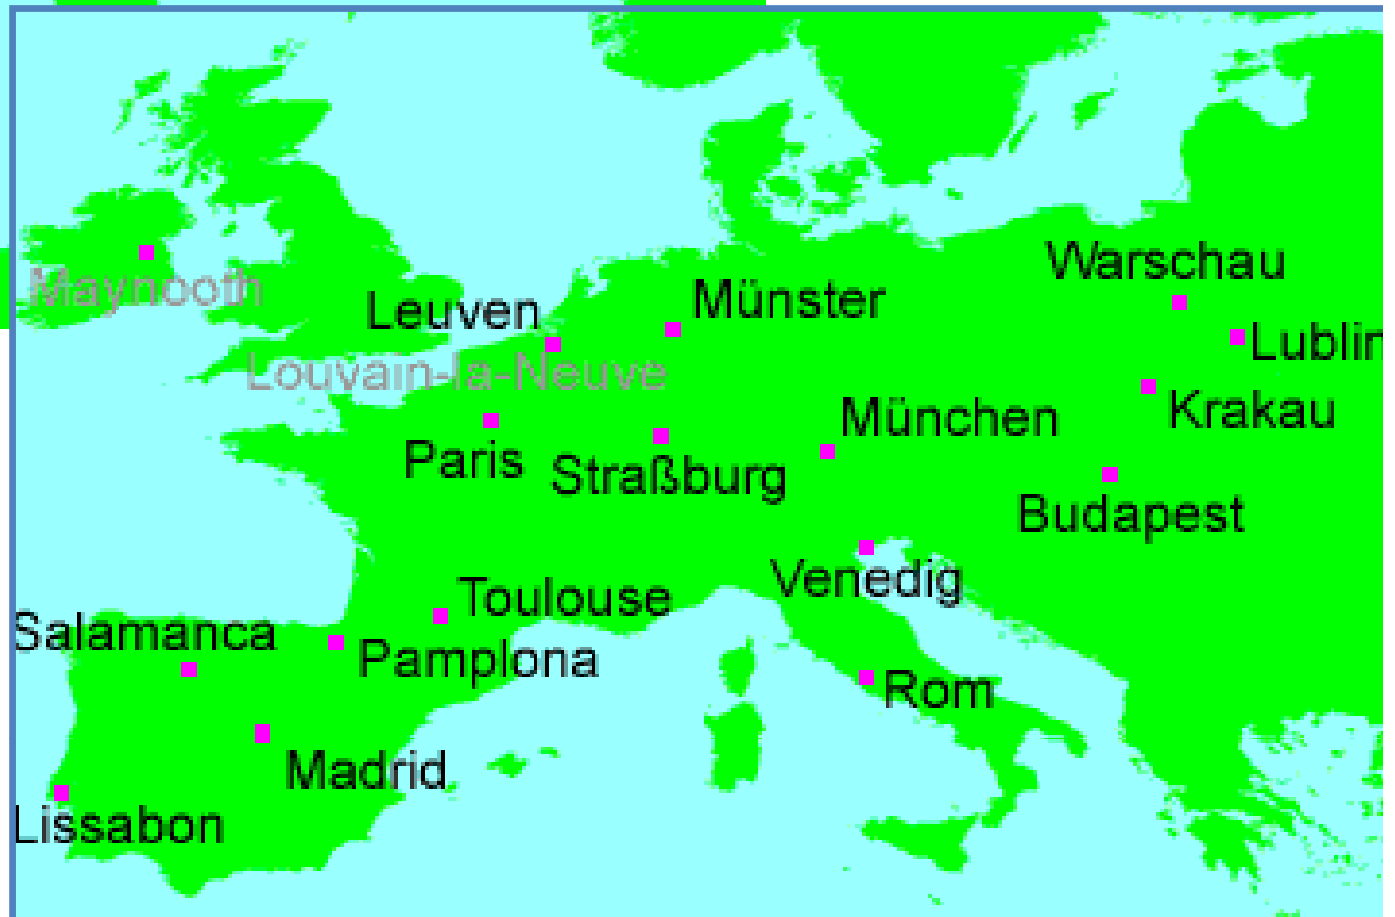 Warschau
Maynooth
Leuven
Münster
Lublin
Louvain-la-Neuve
Krakau
München
Paris
Straßburg
Budapest
Venedig
Toulouse
Salamanca
Pamplona
Rom
Madrid
Lissabon